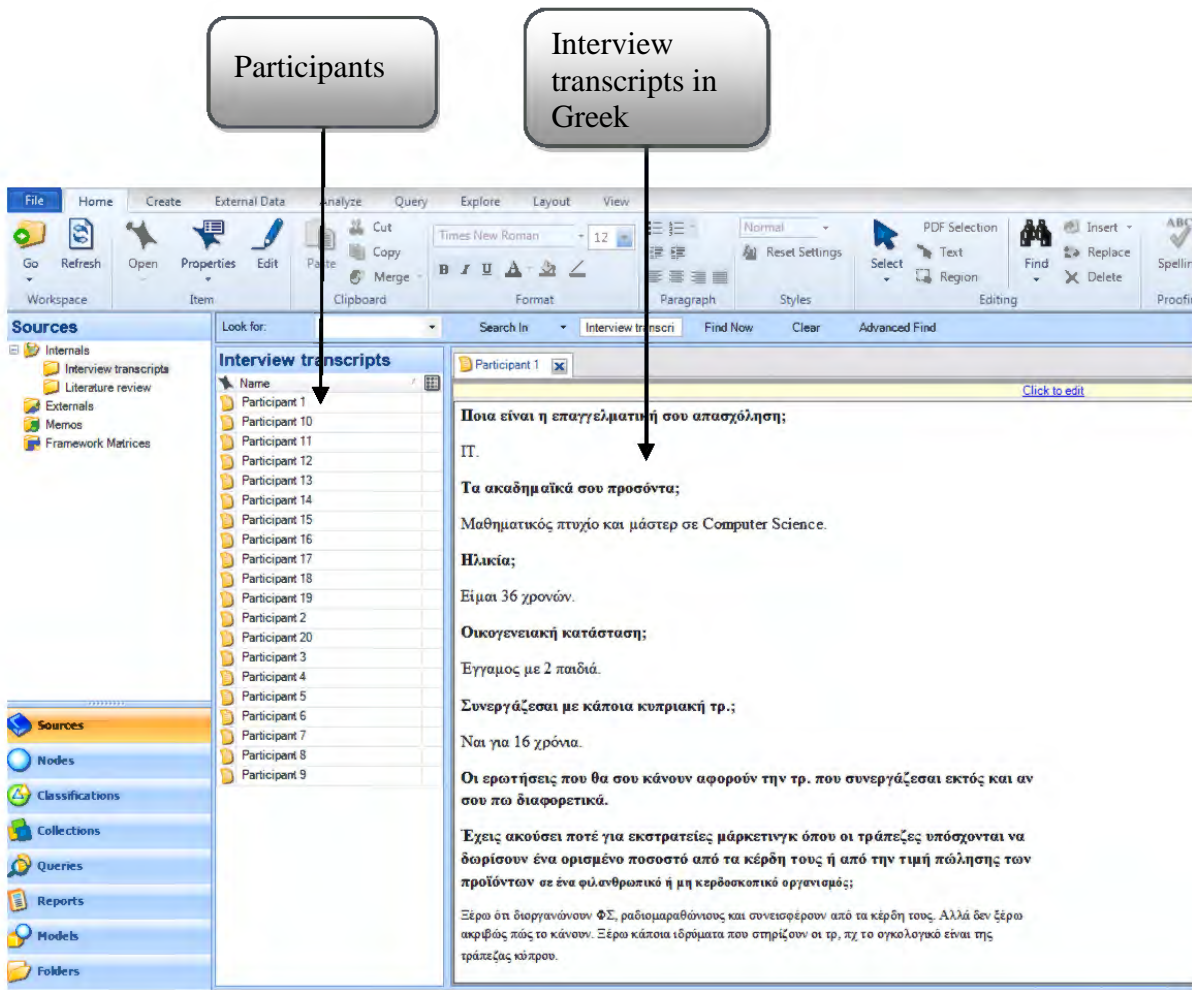 Participants
Interview
transcripts in
Greek
File Home Create External Data Analyze Query Explore Layout View
Go Refresh Open Properties Edit Paste Cut Copy Merge Times New Roman 12 Normal Reset Settings Select PDF Selection Text Region Find Insert Replace Delete ABC Spellin
B I U A
Workspace Item Clipboard Format Paragraph Styles Editing Proofin
Sources
Look for: Search In Interview transcri Find Now Clear Advanced Find
Internals
Interview transcripts
Literature review
Externals
Memos
Framework Matrices
Sources
Nodes
Classifications
Collections
Queries
Reports
Models
Folders
Interview transcripts
Name
Participant 1
Participant 10
Participant 11
Participant 12
Participant 13
Participant 14
Participant 15
Participant 16
Participant 17
Participant 18
Participant 19
Participant 2
Participant 20
Participant 3
Participant 4
Participant 5
Participant 6
Participant 7
Participant 8
Participant 9
Participant 1
Click to edit
Ποια είναι η επαγγελματική σου απασχόληση;
IT.
Τα ακαδημαϊκά σου προσόντα;
Μαθηματικός πτυχίο και μάστερ σε Computer Science.
Ηλικία;
Είμαι 36 χρονών.
Οικογενειακή κατάσταση;
Έγγαμος με 2 παιδιά.
Συνεργάζεσαι με κάποια κυπριακή τρ.;
Ναι για 16 χρόνια.
Οι ερωτήσεις που θα σου κάνουν αφορούν την τρ. που συνεργάζεσαι εκτός και αν
σου πω διαφορετικά.
Έχεις ακούσει ποτέ για εκστρατείες μάρκετινγκ όπου οι τράπεζες υπόσχονται να
δωρίσουν ένα ορισμένο ποσοστό από τα κέρδη τους ή από την τιμή πώλησης των
προϊόντων σε ένα φιλανθρωπικό ή μη κερδοσκοπικό οργανισμός;
Ξέρω ότι διοργανώνουν ΦΣ, ραδιομαραθώνιους και συνεισφέρουν από τα κέρδη τους. Αλλά δεν ξέρω
ακριβώς πώς το κάνουν. Ξέρω κάποια ιδρύματα που στηρίζουν οι τρ, πχ το ογκολογικό είναι της
τράπεζας κύπρου.